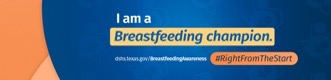 I am a
Breastfeeding champion.
dshs.texas.gov/BreastfeedingAwareness
#RightFromTheStart